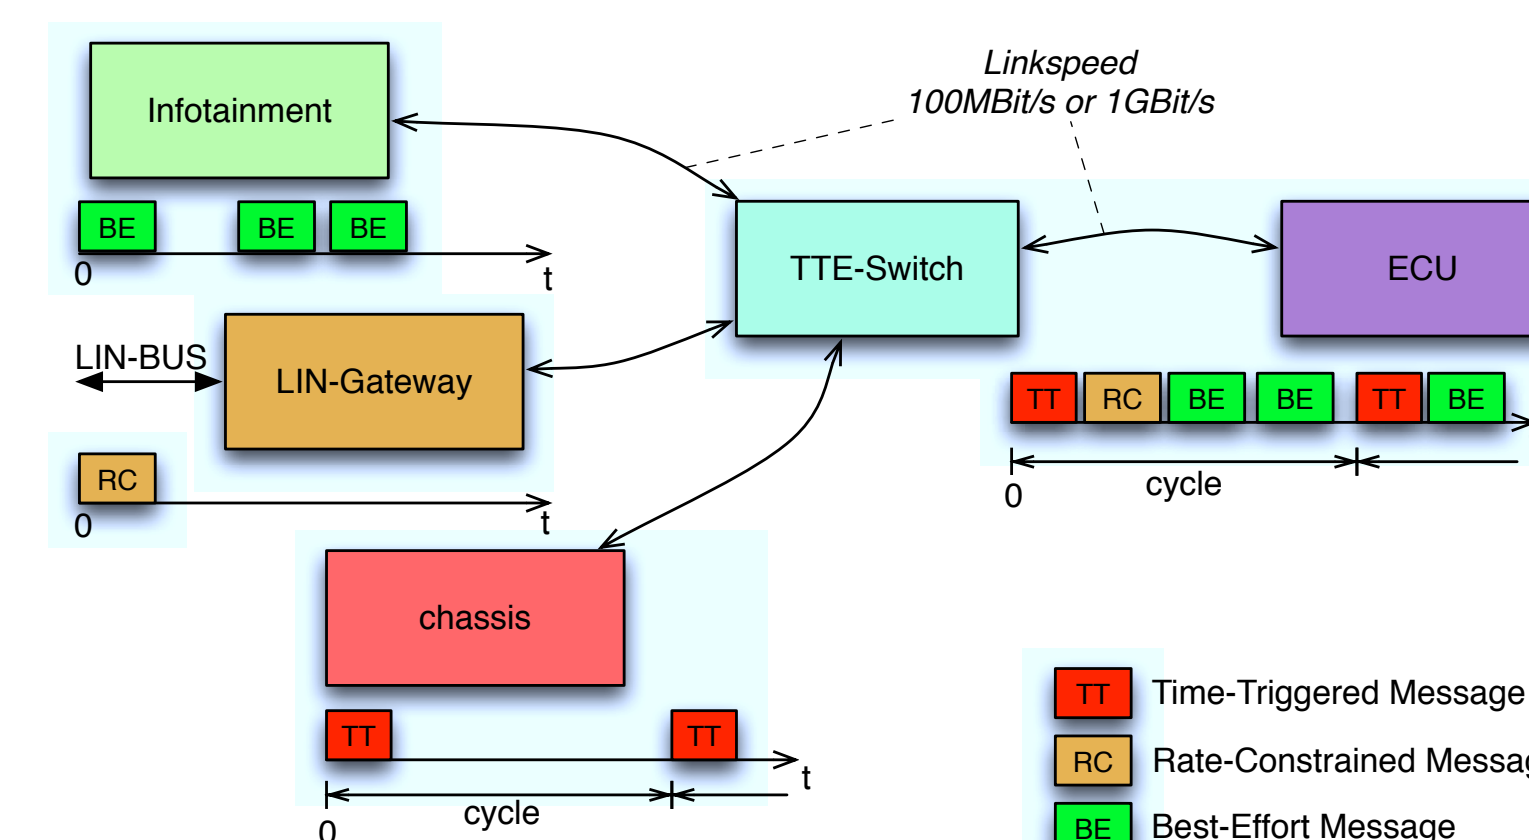 Linkspeed
100MBit/s or 1GBit/s
Infotainment
BE BE BE
0 t
TTE-Switch
ECU
LIN-BUS
LIN-Gateway
TT RC BE BE TT BE
0 cycle
RC
0 t
chassis
TT TT
t
0 cycle
TT Time-Triggered Message
RC Rate-Constrained
BE Best-Effort Message